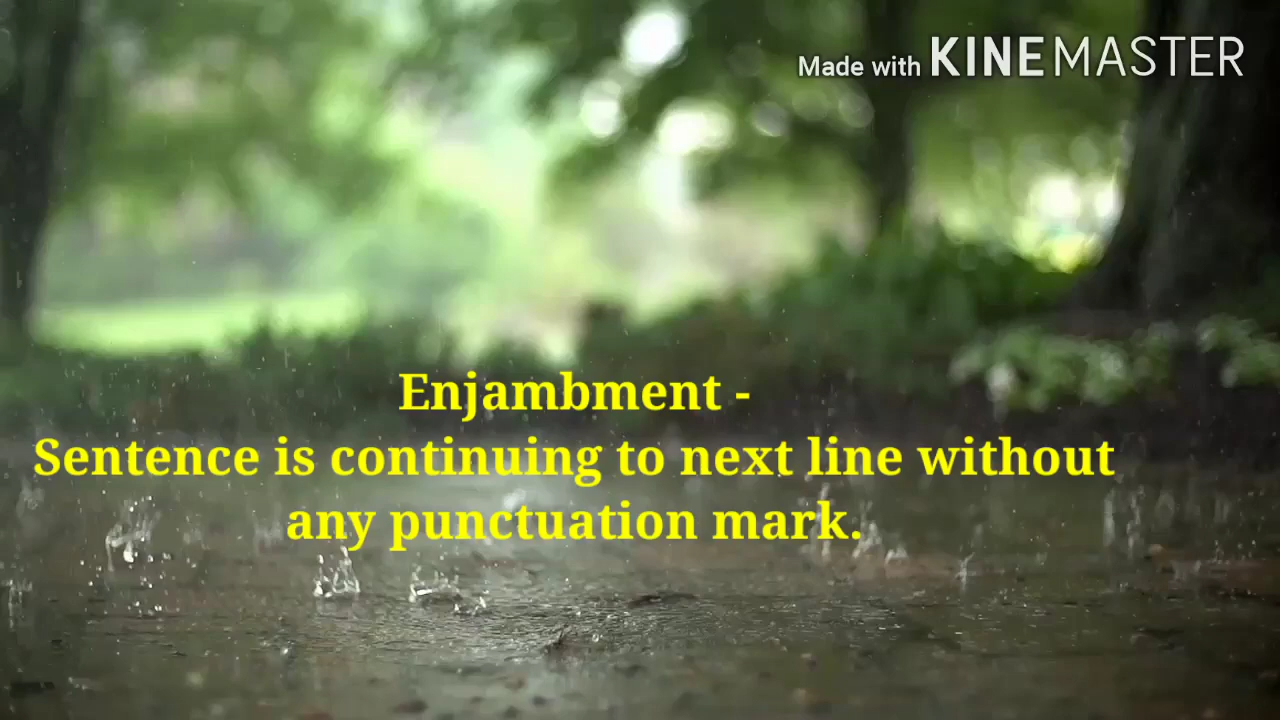 Made with KINEMASTER
Enjambment -
Sentence is continuing to next line without
any punctuation mark.